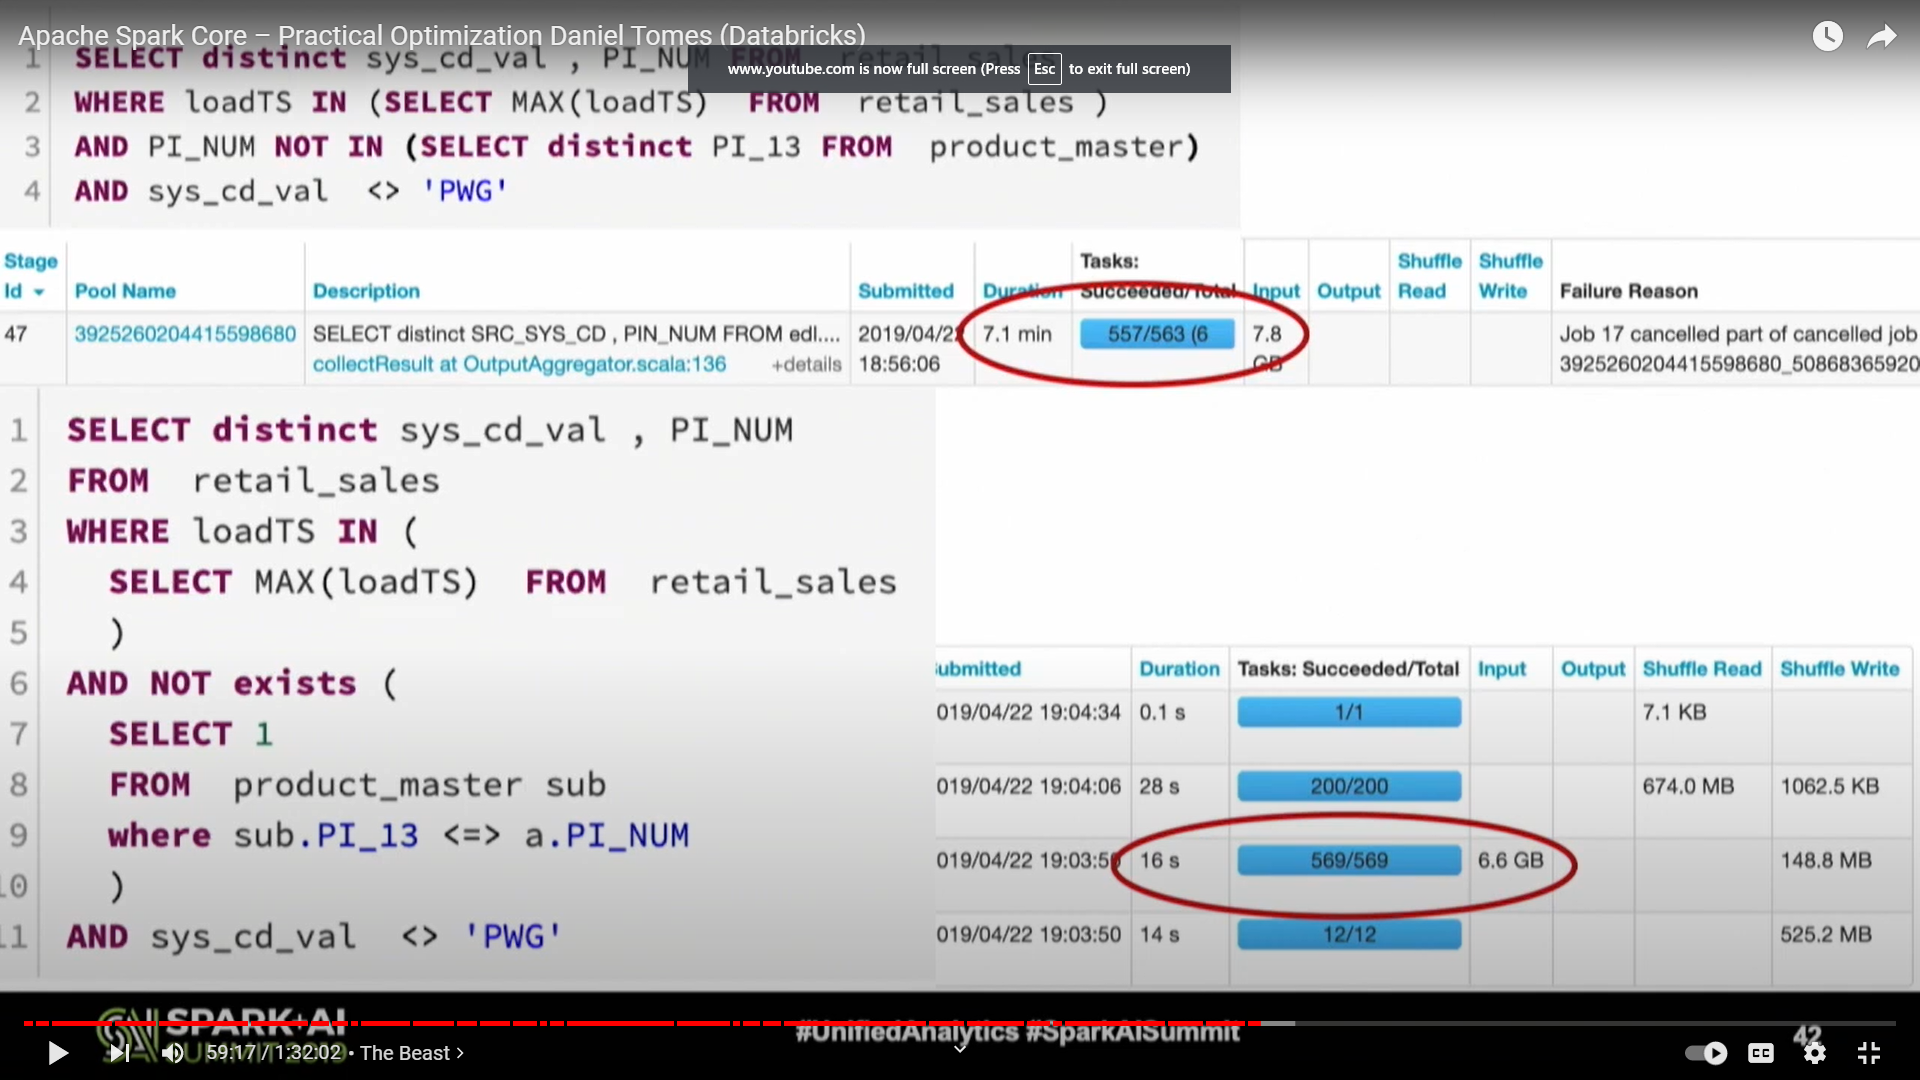 Apache Spark Core – Practical Optimization Daniel Tomes (Databricks)
www.youtube.com is now full screen (Press Esc to exit full screen)
1 SELECT distinct sys_cd_val , PI_NUM FROM retail_sales
2 WHERE loadTS IN (SELECT MAX(loadTS) FROM retail_sales )
3 AND PI_NUM NOT IN (SELECT distinct PI_13 FROM product_master)
4 AND sys_cd_val <> 'PWG'
Stage Id Pool Name Description Submitted Duration Tasks: Succeeded/Total Input Output Shuffle Read Shuffle Write Failure Reason
47 3925260204415598680 SELECT distinct SRC_SYS_CD , PIN_NUM FROM edl.... 2019/04/22 7.1 min 557/563 (6 7.8 Job 17 cancelled part of cancelled job
collectResult at OutputAggregator.scala:136 +details 18:56:06 GB 3925260204415598680_50868365920
1 SELECT distinct sys_cd_val , PI_NUM
2 FROM retail_sales
3 WHERE loadTS IN (
4 SELECT MAX(loadTS) FROM retail_sales
5 )
6 AND NOT exists (
7 SELECT 1
8 FROM product_master sub
9 where sub.PI_13 <=> a.PI_NUM
10 )
11 AND sys_cd_val <> 'PWG'
ubmitted Duration Tasks: Succeeded/Total Input Output Shuffle Read Shuffle Write
019/04/22 19:04:34 0.1 s 1/1 7.1 KB
019/04/22 19:04:06 28 s 200/200 674.0 MB 1062.5 KB
019/04/22 19:03:50 16 s 569/569 6.6 GB 148.8 MB
019/04/22 19:03:50 14 s 12/12 525.2 MB
SPARK+AI
SUMMIT 2019
#UnifiedAnalytics #SparkAISummit
42
59:17 / 1:32:02 • The Beast >
CC